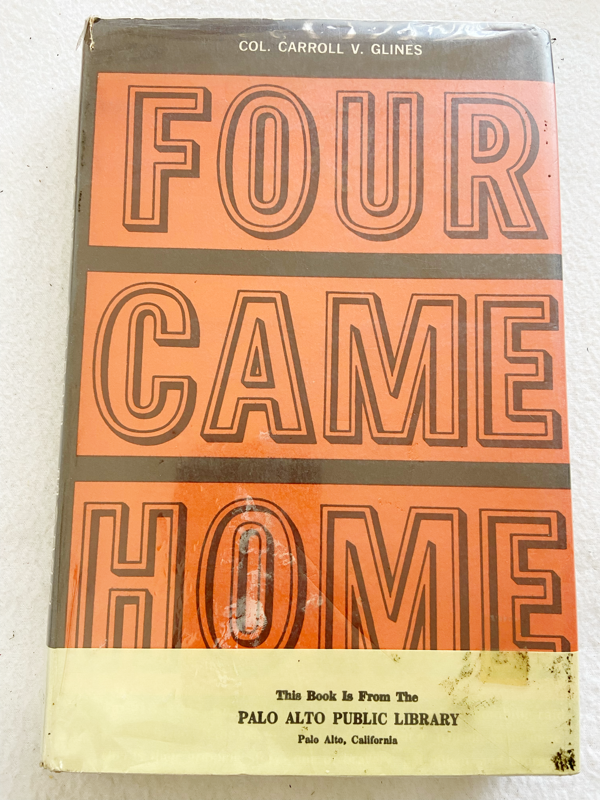 COL. CARROLL V. GLINES
FOUR
CAME
HOME
This Book Is From The
PALO ALTO PUBLIC LIBRARY
Palo Alto, California